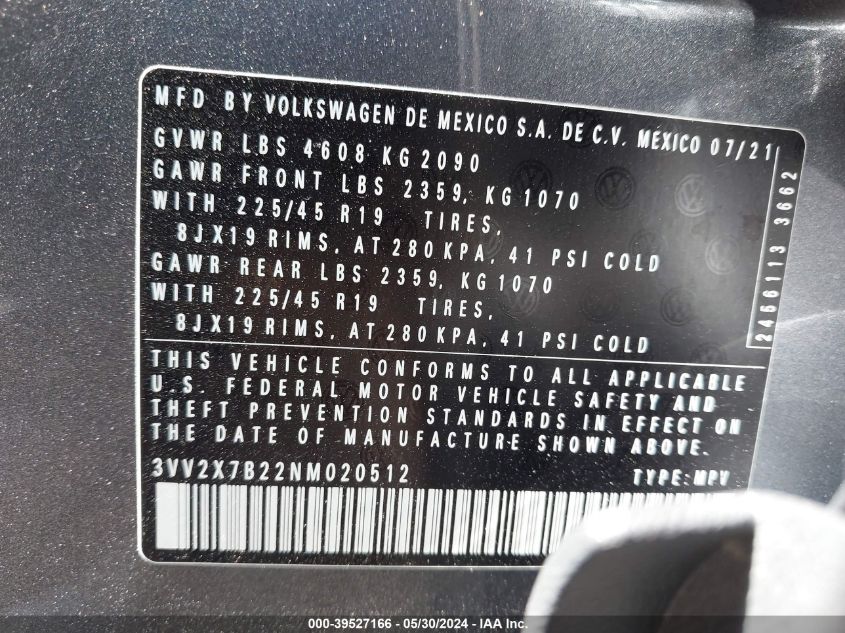 MFD BY VOLKSWAGEN DE MEXICO S.A. DE C.V. MEXICO 07/21
GVWR LBS 4608 KG 2090
GAWR FRONT LBS 2359, KG 1070
WITH 225/45 R19 TIRES,
8JX19 RIMS, AT 280 KPA, 41 PSI COLD
GAWR REAR LBS 2359, KG 1070
WITH 225/45 R19 TIRES,
8JX19 RIMS, AT 280 KPA, 41 PSI COLD
2466113 3662
THIS VEHICLE CONFORMS TO ALL APPLICABLE
U.S. FEDERAL MOTOR VEHICLE SAFETY AND
THEFT PREVENTION STANDARDS IN EFFECT ON
THE DATE OF MANUFACTURE SHOWN ABOVE.
3VV2X7B22NM020512 TYPE: MPV
000-39527166 - 05/30/2024 - IAA Inc.